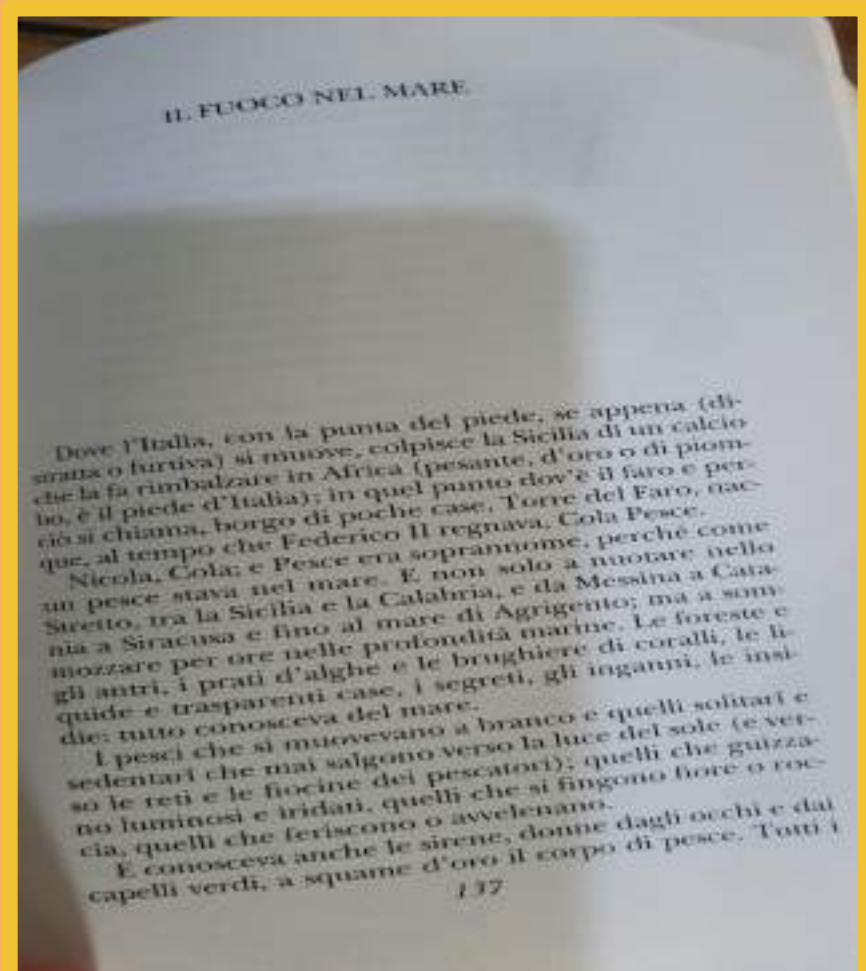 IL FUOCO NEL MARE
Dove l'Italia, con la punta del piede, se appena (di-
stratta o furtiva) si muove, colpisce la Sicilia di un calcio
che la fa rimbalzare in Africa (pesante, d'oro o di piom-
bo, è il piede d'Italia); in quel punto dov'è il faro e per-
ciò si chiama, borgo di poche case, Torre del Faro, nac-
que, al tempo che Federico II regnava, Cola Pesce.
Nicola, Cola; e Pesce era soprannome, perché come
un pesce stava nel mare. E non solo a nuotare nello
Stretto, tra la Sicilia e la Calabria, e da Messina a Cata-
nia a Siracusa e fino al mare di Agrigento; ma a som-
mozzare per ore nelle profondità marine. Le foreste e
gli antri, i prati d'alghe e le brughiere di coralli, le li-
quide e trasparenti case, i segreti, gli inganni, le insi-
die: tutto conosceva del mare.
I pesci che si muovevano a branco e quelli solitari e
sedentari che mai salgono verso la luce del sole (e ver-
so le reti e le fiocine dei pescatori); quelli che guizza-
no luminosi e iridati, quelli che si fingono fiore o roc-
cia, quelli che feriscono o avvelenano.
E conosceva anche le sirene, donne dagli occhi e dai
capelli verdi, a squame d'oro il corpo di pesce. Tutti i
137